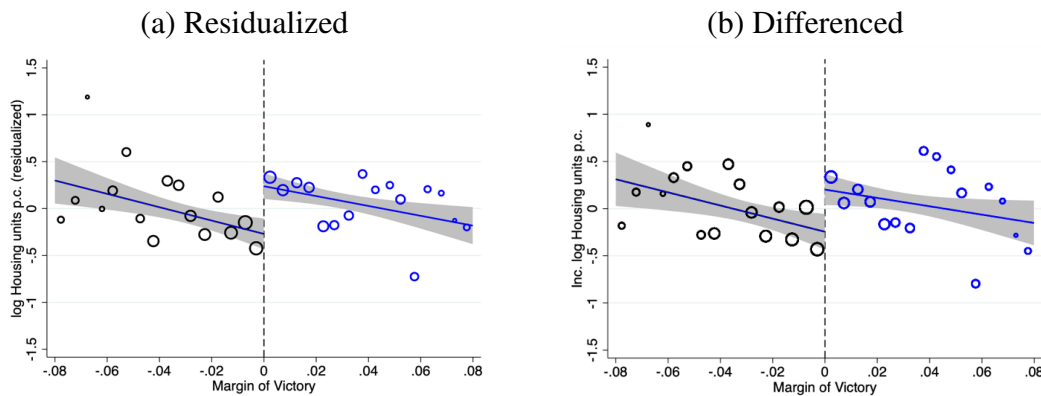 (a) Residualized
log Housing units p.c. (residualized)
1.5
1
.5
0
-.5
-1
-1.5
-.08 -.06 -.04 -.02 0 .02 .04 .06 .08
Margin of Victory
(b) Differenced
Inc. log Housing units p.c.
1.5
1
.5
0
-.5
-1
-1.5
-.08 -.06 -.04 -.02 0 .02 .04 .06 .08
Margin of Victory